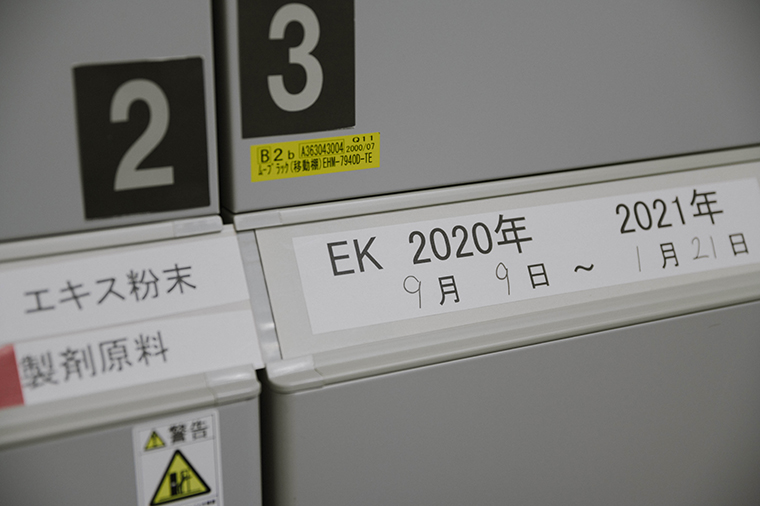 2
エキス粉末
製剤原料
警告
3
Q11
B2b A363043004 2000/07
ムーブラック(移動棚)EHM-7940D-TE
EK 2020年 2021年
9月 9日 ～ 1月 21日